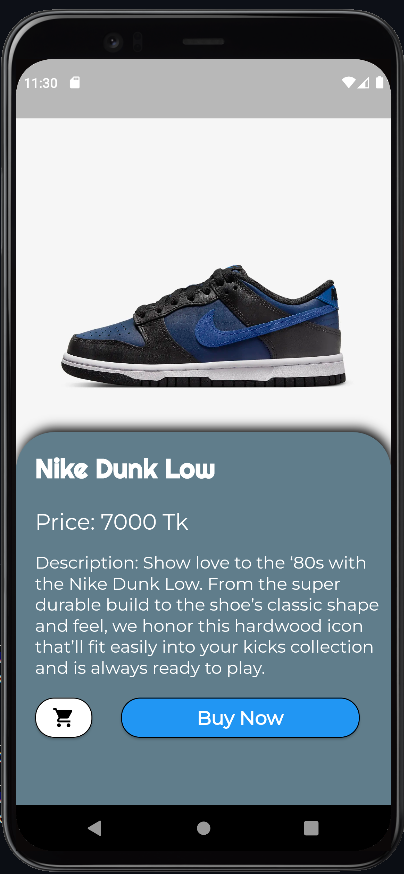 11:30
Nike Dunk Low
Price: 7000 Tk
Description: Show love to the '80s with
the Nike Dunk Low. From the super
durable build to the shoe's classic shape
and feel, we honor this hardwood icon
that'll fit easily into your kicks collection
and is always ready to play.
Buy Now